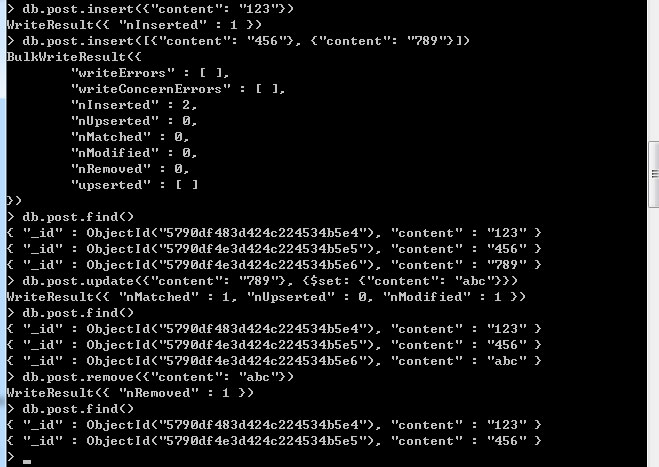 > db.post.insert({"content": "123"})
WriteResult({ "nInserted" : 1 })
> db.post.insert([{"content": "456"}, {"content": "789"}])
BulkWriteResult({
        "writeErrors" : [ ],
        "writeConcernErrors" : [ ],
        "nInserted" : 2,
        "nUpserted" : 0,
        "nMatched" : 0,
        "nModified" : 0,
        "nRemoved" : 0,
        "upserted" : [ ]
})
> db.post.find()
{ "_id" : ObjectId("5790df483d424c224534b5e4"), "content" : "123" }
{ "_id" : ObjectId("5790df4e3d424c224534b5e5"), "content" : "456" }
{ "_id" : ObjectId("5790df4e3d424c224534b5e6"), "content" : "789" }
> db.post.update({"content": "789"}, {$set: {"content": "abc"}})
WriteResult({ "nMatched" : 1, "nUpserted" : 0, "nModified" : 1 })
> db.post.find()
{ "_id" : ObjectId("5790df483d424c224534b5e4"), "content" : "123" }
{ "_id" : ObjectId("5790df4e3d424c224534b5e5"), "content" : "456" }
{ "_id" : ObjectId("5790df4e3d424c224534b5e6"), "content" : "abc" }
> db.post.remove({"content": "abc"})
WriteResult({ "nRemoved" : 1 })
> db.post.find()
{ "_id" : ObjectId("5790df483d424c224534b5e4"), "content" : "123" }
{ "_id" : ObjectId("5790df4e3d424c224534b5e5"), "content" : "456" }
>